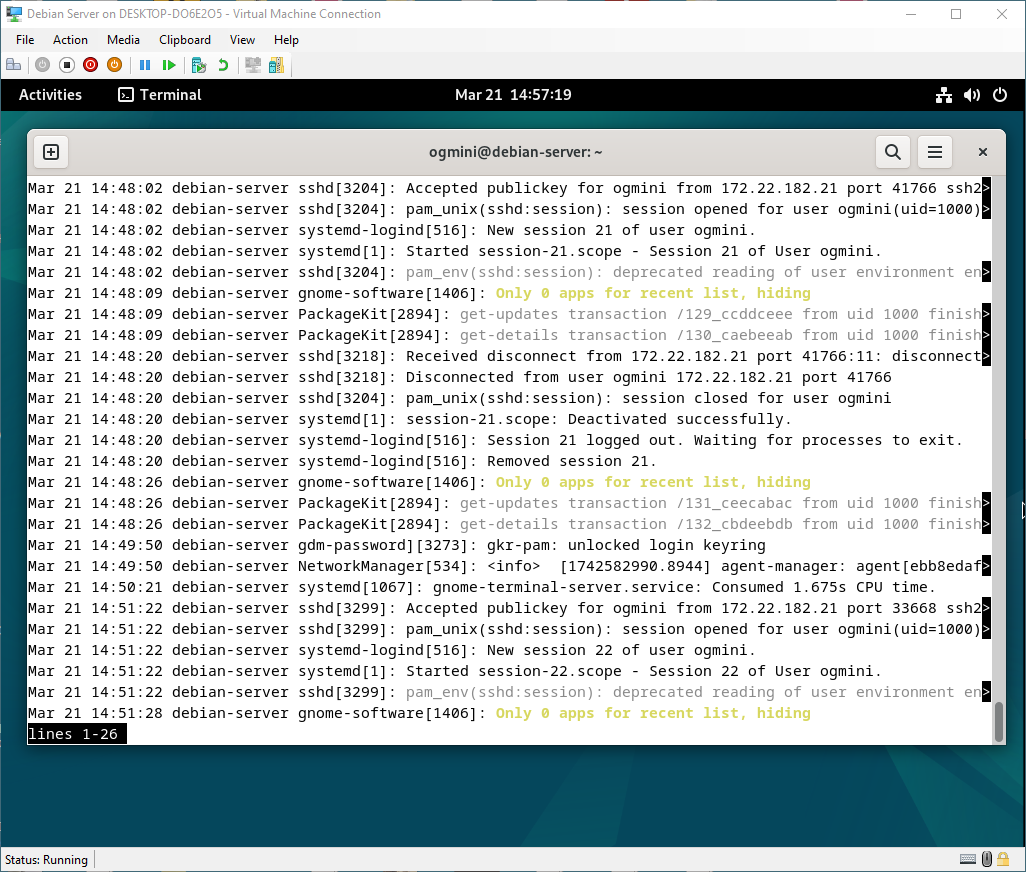 Debian Server on DESKTOP-DO6E2O5 - Virtual Machine Connection
File Action Media Clipboard View Help
Activities Terminal Mar 21 14:57:19
ogmini@debian-server: ~
Mar 21 14:48:02 debian-server sshd[3204]: Accepted publickey for ogmini from 172.22.182.21 port 41766 ssh2>
Mar 21 14:48:02 debian-server sshd[3204]: pam_unix(sshd:session): session opened for user ogmini(uid=1000)>
Mar 21 14:48:02 debian-server systemd-logind[516]: New session 21 of user ogmini.
Mar 21 14:48:02 debian-server systemd[1]: Started session-21.scope - Session 21 of User ogmini.
Mar 21 14:48:02 debian-server sshd[3204]: pam_env(sshd:session): deprecated reading of user environment en>
Mar 21 14:48:09 debian-server gnome-software[1406]: Only 0 apps for recent list, hiding
Mar 21 14:48:09 debian-server PackageKit[2894]: get-updates transaction /129_ccddceee from uid 1000 finish>
Mar 21 14:48:09 debian-server PackageKit[2894]: get-details transaction /130_caebeeab from uid 1000 finish>
Mar 21 14:48:20 debian-server sshd[3218]: Received disconnect from 172.22.182.21 port 41766:11: disconnect>
Mar 21 14:48:20 debian-server sshd[3218]: Disconnected from user ogmini 172.22.182.21 port 41766
Mar 21 14:48:20 debian-server sshd[3204]: pam_unix(sshd:session): session closed for user ogmini
Mar 21 14:48:20 debian-server systemd[1]: session-21.scope: Deactivated successfully.
Mar 21 14:48:20 debian-server systemd-logind[516]: Session 21 logged out. Waiting for processes to exit.
Mar 21 14:48:20 debian-server systemd-logind[516]: Removed session 21.
Mar 21 14:48:26 debian-server gnome-software[1406]: Only 0 apps for recent list, hiding
Mar 21 14:48:26 debian-server PackageKit[2894]: get-updates transaction /131_ceecabac from uid 1000 finish>
Mar 21 14:48:26 debian-server PackageKit[2894]: get-details transaction /132_cbdeebdb from uid 1000 finish>
Mar 21 14:49:50 debian-server gdm-password][3273]: gkr-pam: unlocked login keyring
Mar 21 14:49:50 debian-server NetworkManager[534]: <info>  [1742582990.8944] agent-manager: agent[ebb8edaf>
Mar 21 14:50:21 debian-server systemd[1067]: gnome-terminal-server.service: Consumed 1.675s CPU time.
Mar 21 14:51:22 debian-server sshd[3299]: Accepted publickey for ogmini from 172.22.182.21 port 33668 ssh2>
Mar 21 14:51:22 debian-server sshd[3299]: pam_unix(sshd:session): session opened for user ogmini(uid=1000)>
Mar 21 14:51:22 debian-server systemd-logind[516]: New session 22 of user ogmini.
Mar 21 14:51:22 debian-server systemd[1]: Started session-22.scope - Session 22 of User ogmini.
Mar 21 14:51:22 debian-server sshd[3299]: pam_env(sshd:session): deprecated reading of user environment en>
Mar 21 14:51:28 debian-server gnome-software[1406]: Only 0 apps for recent list, hiding
lines 1-26
Status: Running